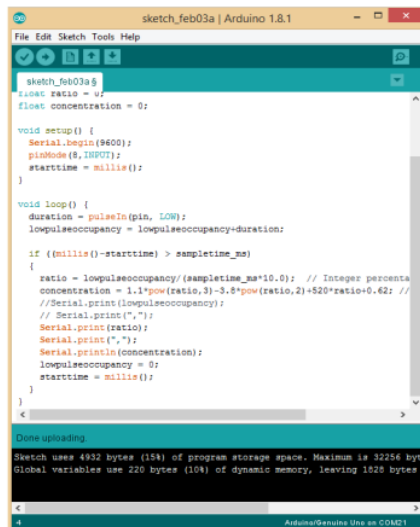 sketch_feb03a | Arduino 1.8.1
File Edit Sketch Tools Help
sketch_feb03a §
float ratio = 0;
float concentration = 0;
void setup() {
Serial.begin(9600);
pinMode(8,INPUT);
starttime = millis();
}
void loop() {
duration = pulseIn(pin, LOW);
lowpulseoccupancy = lowpulseoccupancy+duration;
if ((millis()-starttime) > sampletime_ms)
{
ratio = lowpulseoccupancy/(sampletime_ms*10.0);  // Integer percenta
concentration = 1.1*pow(ratio,3)-3.8*pow(ratio,2)+520*ratio+0.62; //
//Serial.print(lowpulseoccupancy);
// Serial.print(",");
Serial.print(ratio);
Serial.print(",");
Serial.println(concentration);
lowpulseoccupancy = 0;
starttime = millis();
}
}
Done uploading.
Sketch uses 4932 bytes (15%) of program storage space. Maximum is 32256 byt
Global variables use 220 bytes (10%) of dynamic memory, leaving 1828 bytes
4
Arduino/Genuino Uno on COM21